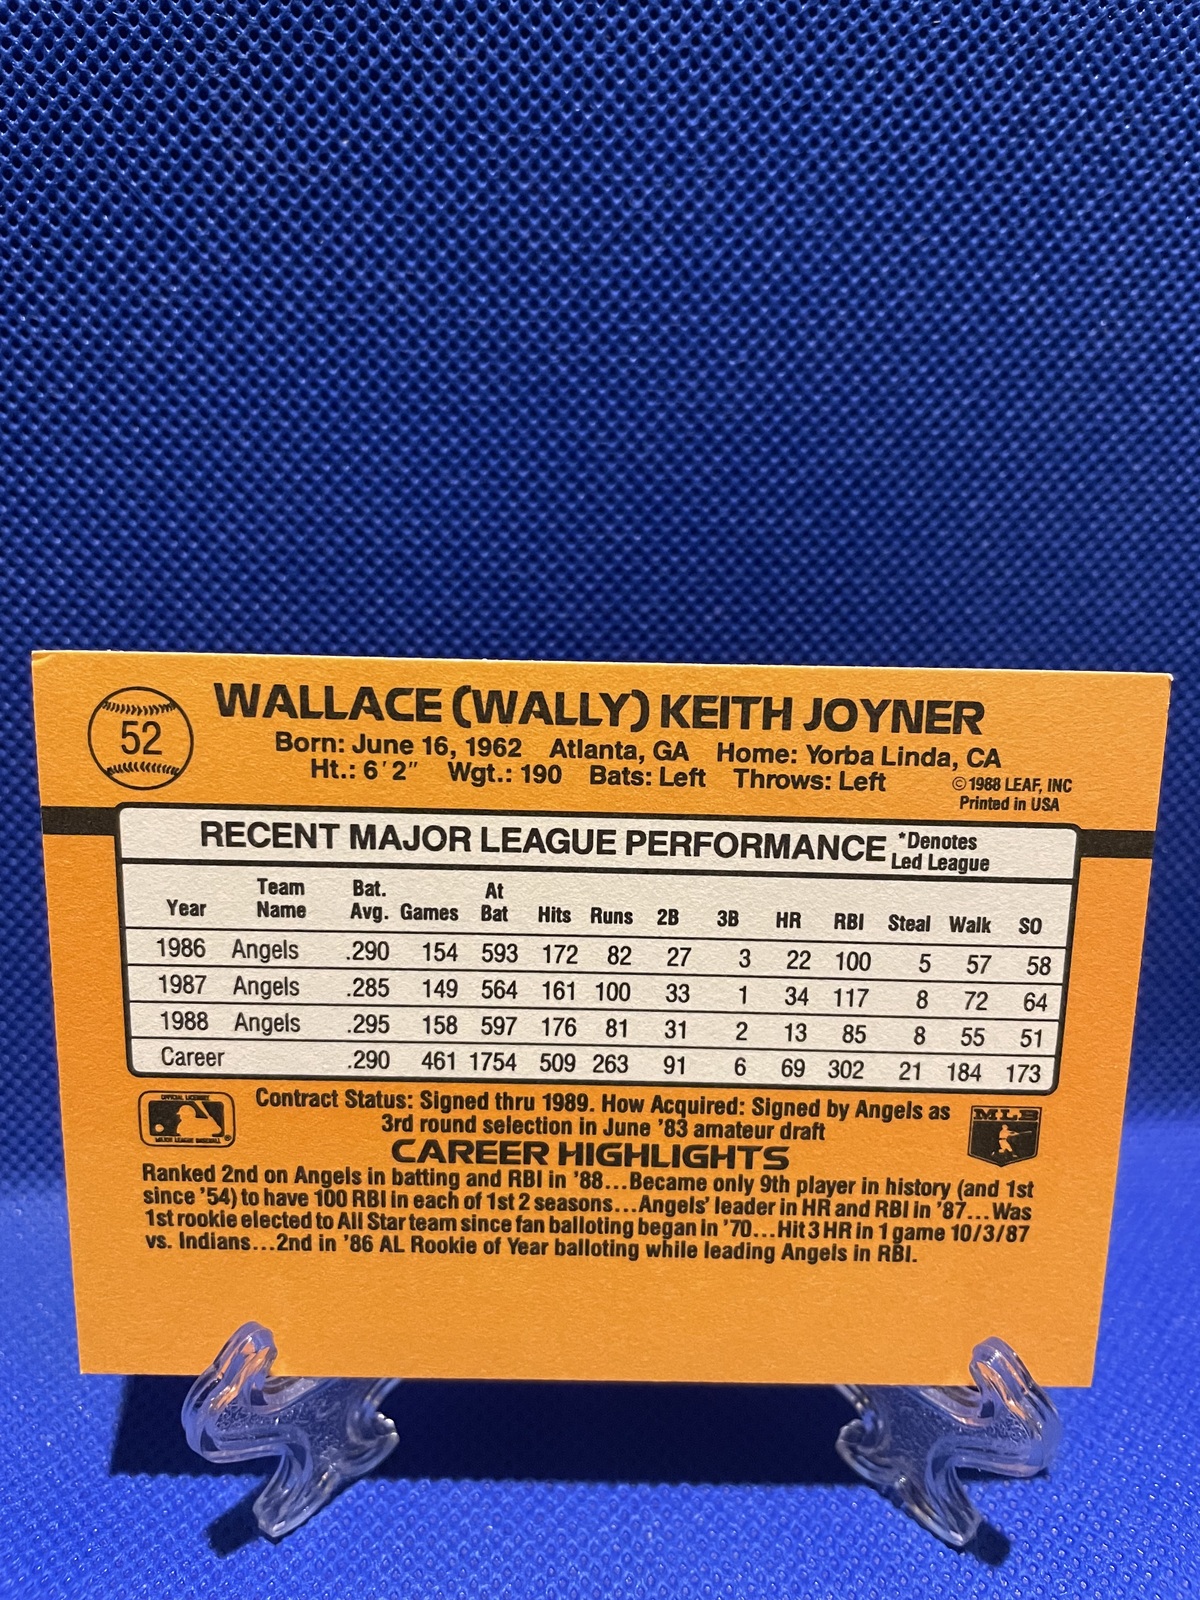 52
WALLACE (WALLY) KEITH JOYNER
Born: June 16, 1962 Atlanta, GA Home: Yorba Linda, CA
Ht.: 6'2" Wgt.: 190 Bats: Left Throws: Left
©1988 LEAF, INC
Printed in USA
RECENT MAJOR LEAGUE PERFORMANCE *Denotes Led League
Year Team Name Bat. Avg. Games At Bat Hits Runs 2B 3B HR RBI Steal Walk SO
1986 Angels .290 154 593 172 82 27 3 22 100 5 57 58
1987 Angels .285 149 564 161 100 33 1 34 117 8 72 64
1988 Angels .295 158 597 176 81 31 2 13 85 8 55 51
Career .290 461 1754 509 263 91 6 69 302 21 184 173
OFFICIAL LICENSEE
MAJOR LEAGUE BASEBALL ®
Contract Status: Signed thru 1989. How Acquired: Signed by Angels as
3rd round selection in June '83 amateur draft
MLB
CAREER HIGHLIGHTS
Ranked 2nd on Angels in batting and RBI in '88...Became only 9th player in history (and 1st
since '54) to have 100 RBI in each of 1st 2 seasons...Angels' leader in HR and RBI in '87...Was
1st rookie elected to All Star team since fan balloting began in '70...Hit 3 HR in 1 game 10/3/87
vs. Indians...2nd in '86 AL Rookie of Year balloting while leading Angels in RBI.